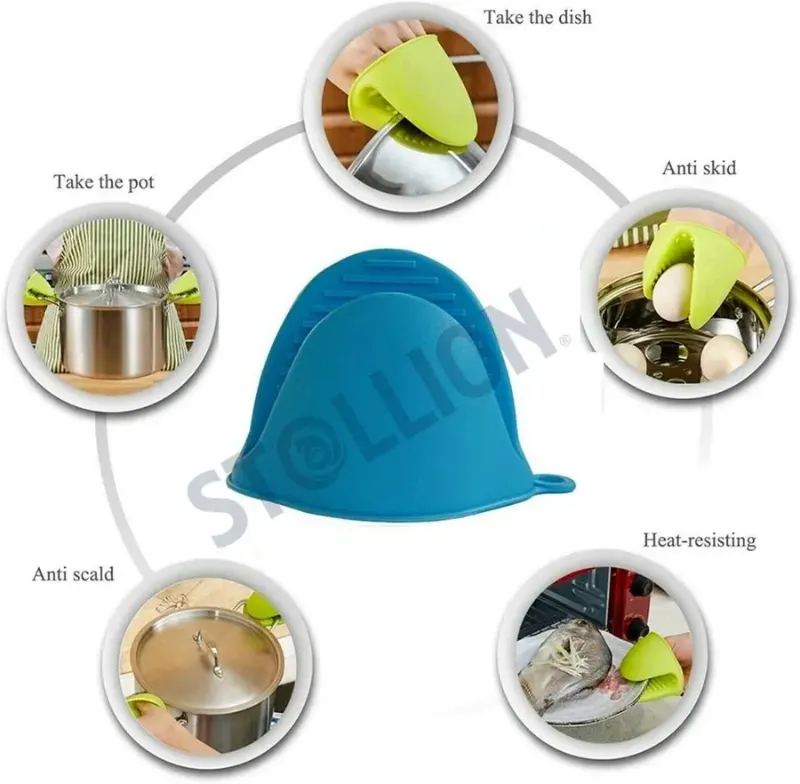 Take the dish
Anti skid
Take the pot
STOLLION®
Heat-resisting
Anti scald